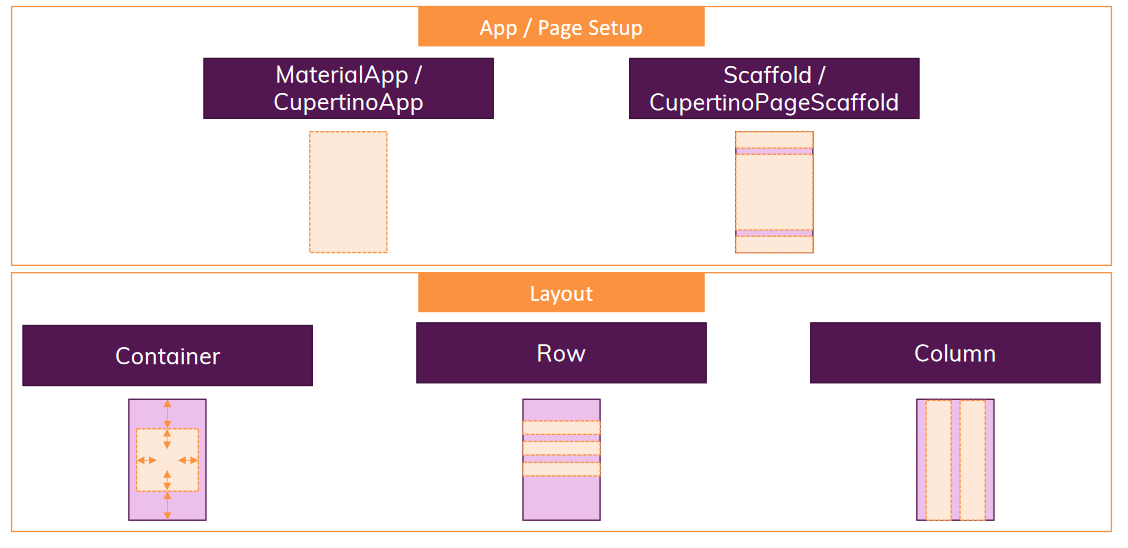 App / Page Setup
MaterialApp /
CupertinoApp
Scaffold /
CupertinoPageScaffold
Layout
Container
Row
Column